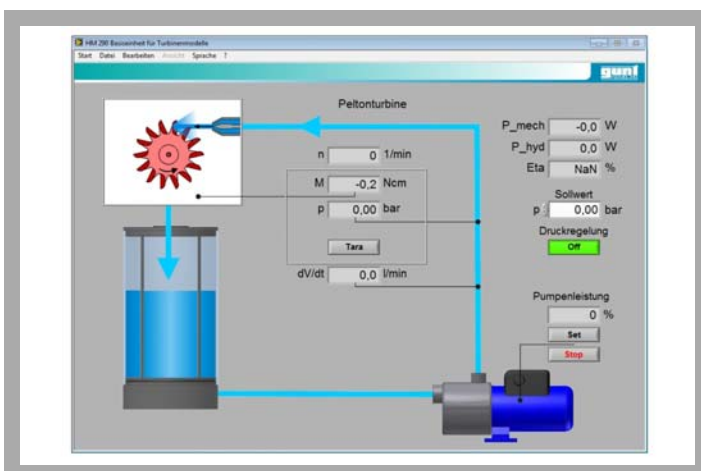 HM 290 Basiseinheit für Turbinenmodelle
Start Datei Bearbeiten Ansicht Sprache ?
gunt
Peltonturbine
n 0 1/min
M -0,2 Ncm
p 0,00 bar
Tara
dV/dt 0,0 l/min
P_mech -0,0 W
P_hyd 0,0 W
Eta NaN %
Sollwert
p 0,00 bar
Druckregelung
Off
Pumpenleistung
0 %
Set
Stop